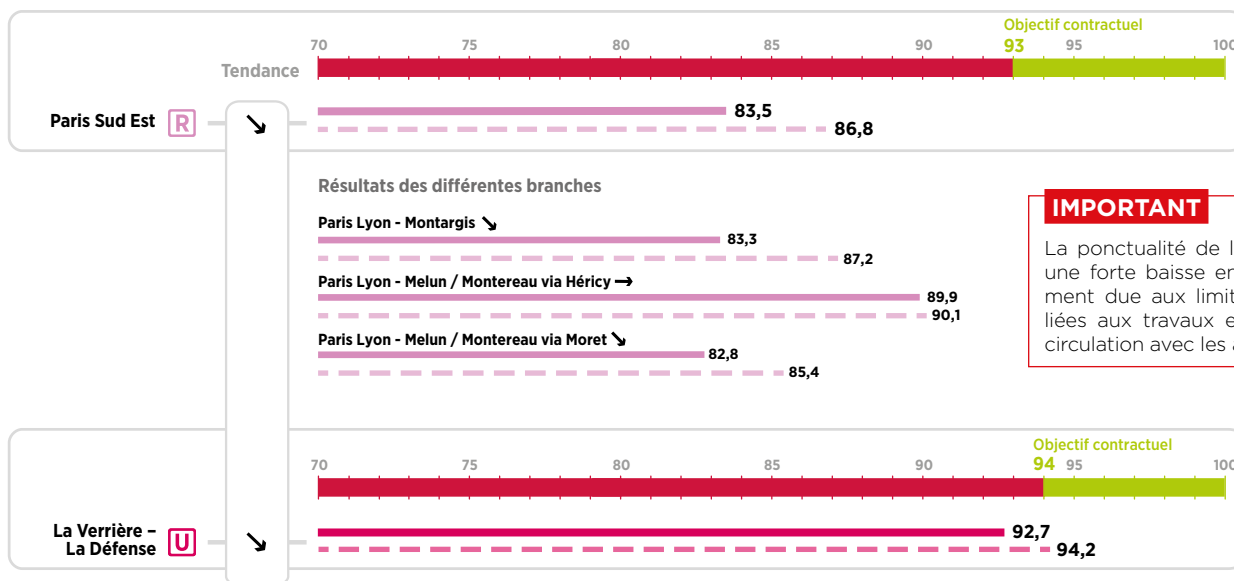 Objectif contractuel
70 75 80 85 90 93 95 100
Tendance
Paris Sud Est R ↘ 83,5
86,8
Résultats des différentes branches
Paris Lyon - Montargis ↘
83,3
87,2
Paris Lyon - Melun / Montereau via Héricy →
89,9
90,1
Paris Lyon - Melun / Montereau via Moret ↘
82,8
85,4
IMPORTANT
La ponctualité de
une forte baisse
ment due aux
liées aux travaux
circulation avec les
Objectif contractuel
70 75 80 85 90 94 95 100
La Verrière –
La Défense U ↘ 92,7
94,2